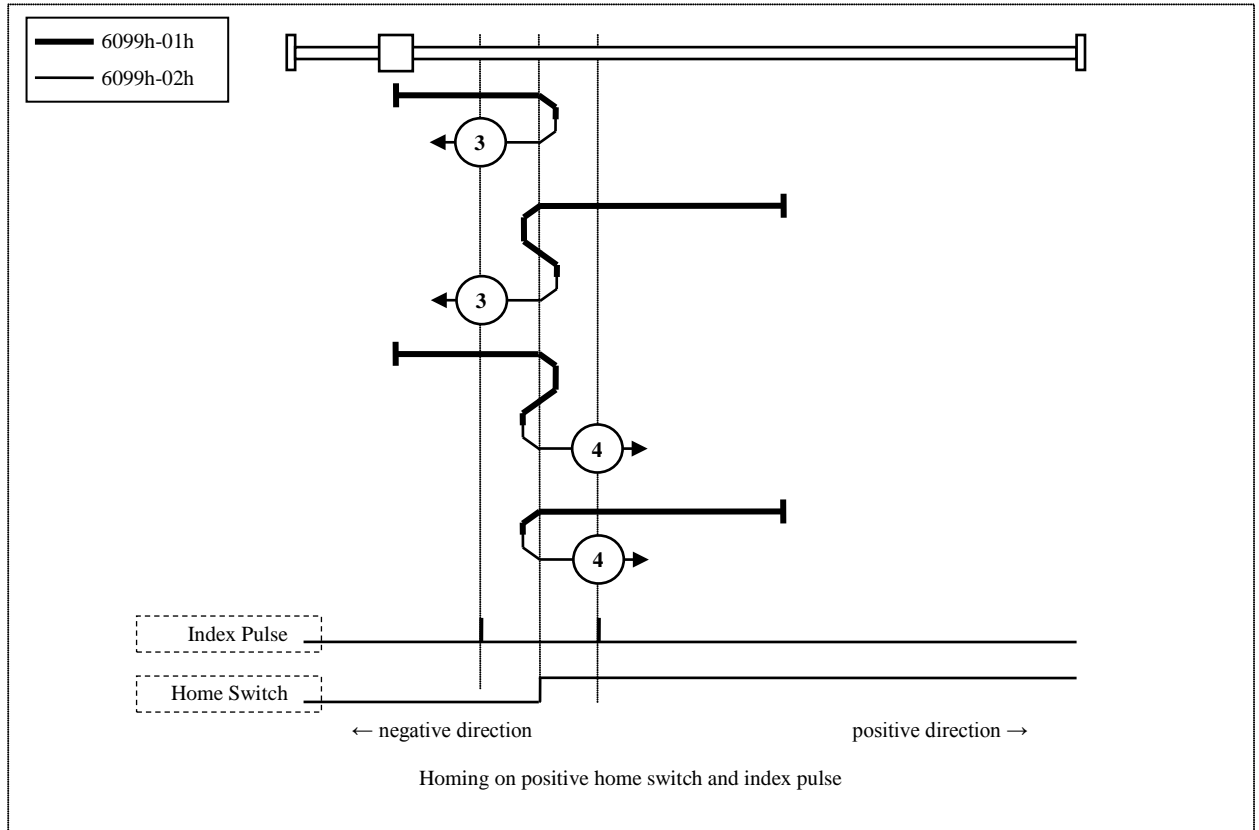 6099h-01h
6099h-02h
3
3
4
4
Index Pulse
Home Switch
← negative direction
positive direction →
Homing on positive home switch and index pulse